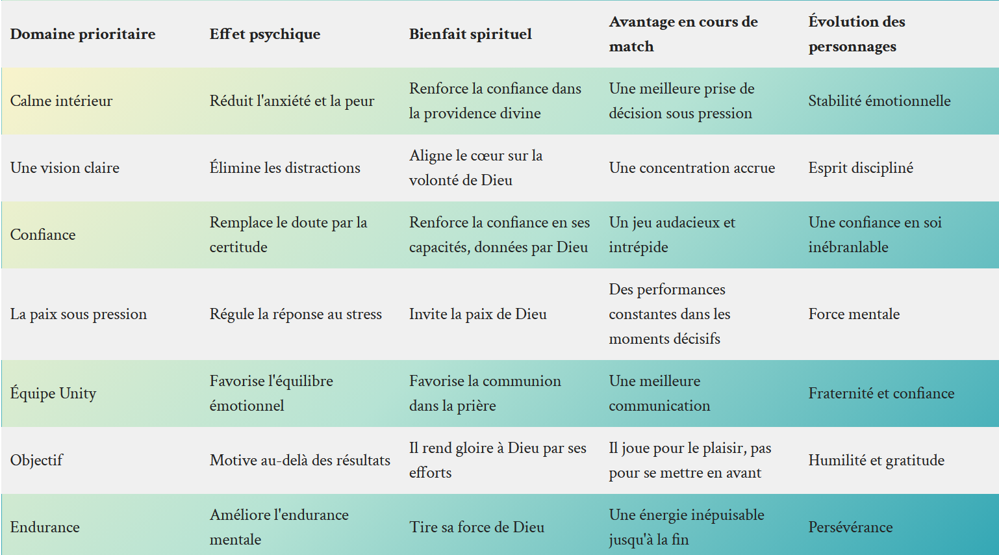 Domaine prioritaire
Effet psychique
Bienfait spirituel
Avantage en cours de
match
Évolution des
personnages
Calme intérieur
Réduit l'anxiété et la peur
Renforce la confiance dans
la providence divine
Une meilleure prise de
décision sous pression
Stabilité émotionnelle
Une vision claire
Élimine les distractions
Aligne le cœur sur la
volonté de Dieu
Une concentration accrue
Esprit discipliné
Confiance
Remplace le doute par la
certitude
Renforce la confiance en ses
capacités, données par Dieu
Un jeu audacieux et
intrépide
Une confiance en soi
inébranlable
La paix sous pression
Régule la réponse au stress
Invite la paix de Dieu
Des performances
constantes dans les
moments décisifs
Force mentale
Équipe Unity
Favorise l'équilibre
émotionnel
Favorise la communion
dans la prière
Une meilleure
communication
Fraternité et confiance
Objectif
Motive au-delà des résultats
Il rend gloire à Dieu par ses
efforts
Il joue pour le plaisir, pas
pour se mettre en avant
Humilité et gratitude
Endurance
Améliore l'endurance
mentale
Tire sa force de Dieu
Une énergie inépuisable
jusqu'à la fin
Persévérance